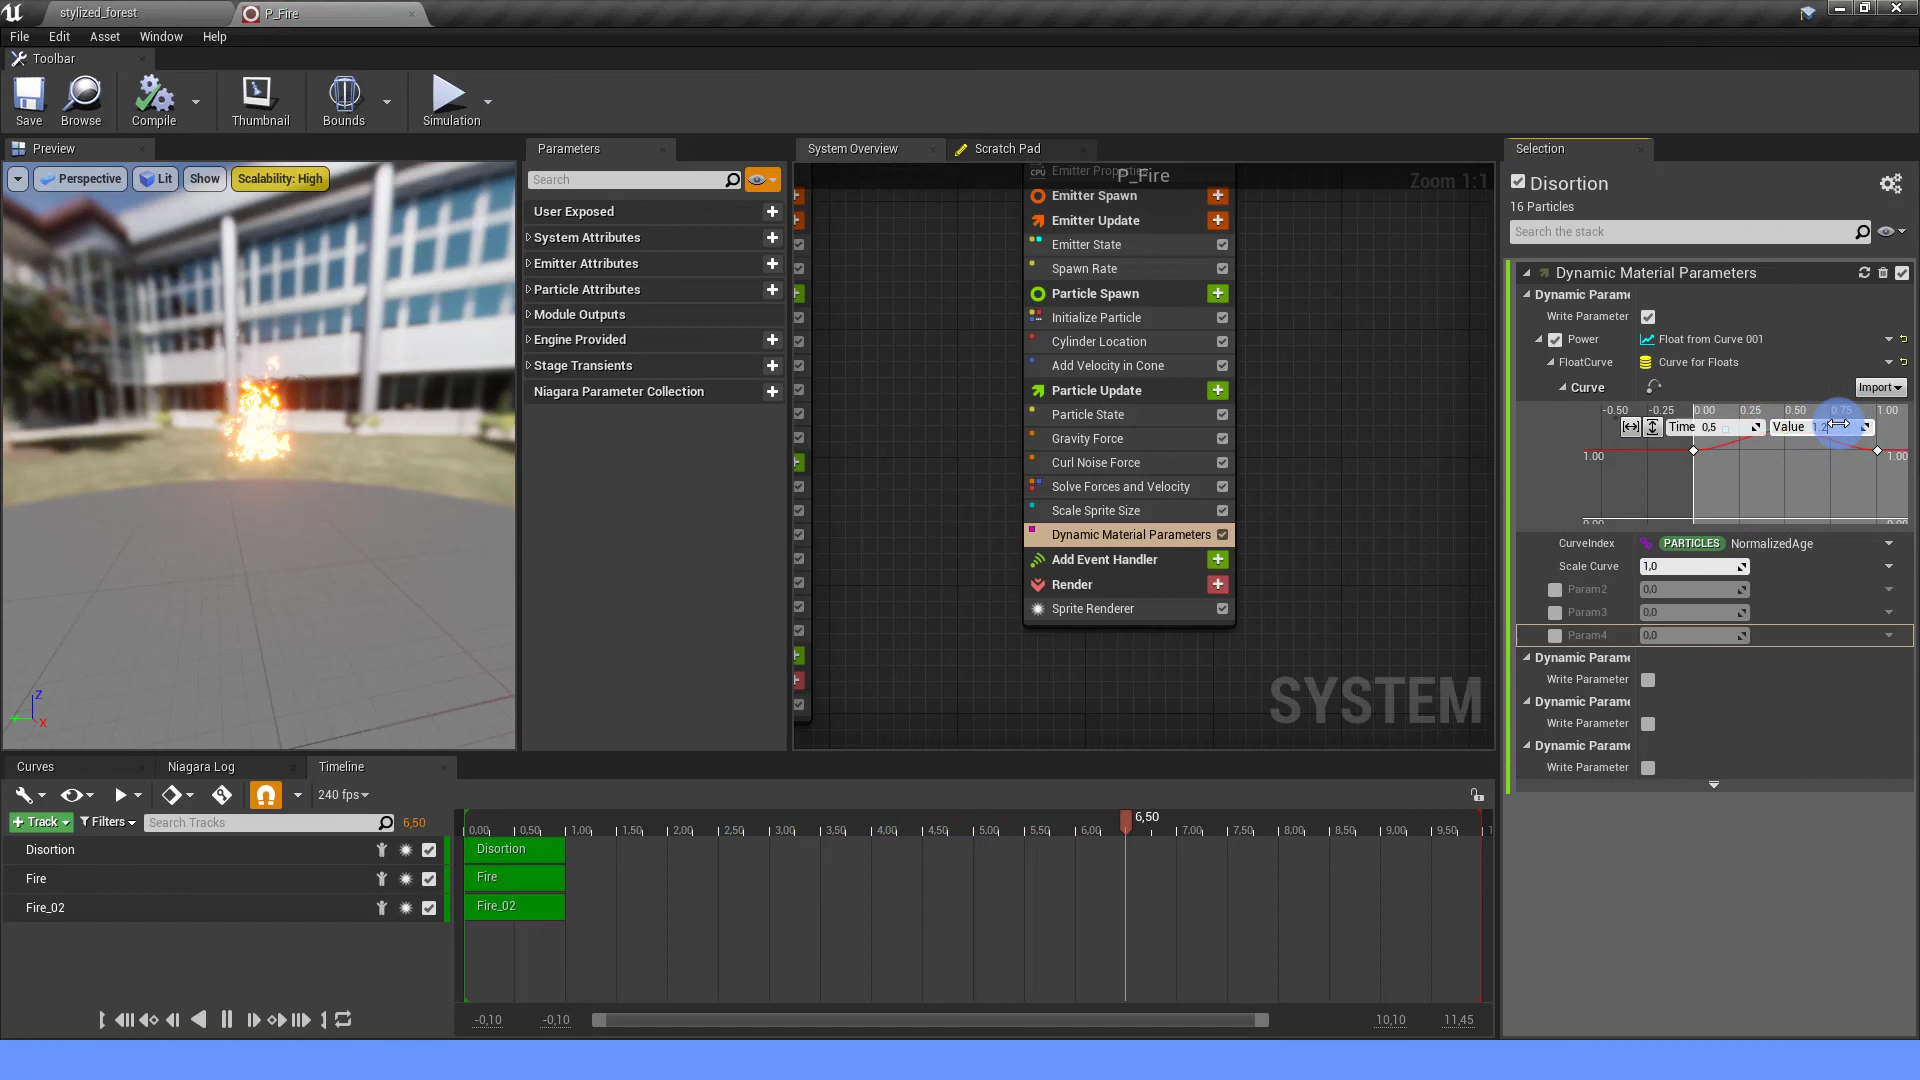 stylized_forest
P_Fire
File
Edit
Asset
Window
Help
Toolbar
Save
Browse
Compile
Thumbnail
Bounds
Simulation
Preview
Perspective
Lit
Show
Scalability: High
Z
X
Parameters
Search
User Exposed
System Attributes
Emitter Attributes
Particle Attributes
Module Outputs
Engine Provided
Stage Transients
Niagara Parameter Collection
System Overview
Scratch Pad
P_Fire
Zoom 1:1
Emitter Spawn
Emitter Update
Emitter State
Spawn Rate
Particle Spawn
Initialize Particle
Cylinder Location
Add Velocity in Cone
Particle Update
Particle State
Gravity Force
Curl Noise Force
Solve Forces and Velocity
Scale Sprite Size
Dynamic Material Parameters
Add Event Handler
Render
Sprite Renderer
SYSTEM
Selection
Disortion
16 Particles
Search the stack
Dynamic Material Parameters
Dynamic Parame
Write Parameter
Power Float from Curve 001
FloatCurve Curve for Floats
Curve Import
-0.50 -0.25 0.00 0.25 0.50 0.75 1.00
Time 0,5 Value 1.2
1.00 1.00
0.00 0.00
CurveIndex PARTICLES NormalizedAge
Scale Curve 1,0
Param2 0,0
Param3 0,0
Param4 0,0
Dynamic Parame
Write Parameter
Dynamic Parame
Write Parameter
Dynamic Parame
Write Parameter
Curves
Niagara Log
Timeline
240 fps
Track
Filters
Search Tracks
6,50
Disortion
Fire
Fire_02
6,50
0,00 0,50 1,00 1,50 2,00 2,50 3,00 3,50 4,00 4,50 5,00 5,50 6,00 7,00 7,50 8,00 8,50 9,00 9,50
Disortion
Fire
Fire_02
-0,10 -0,10 10,10 11,45